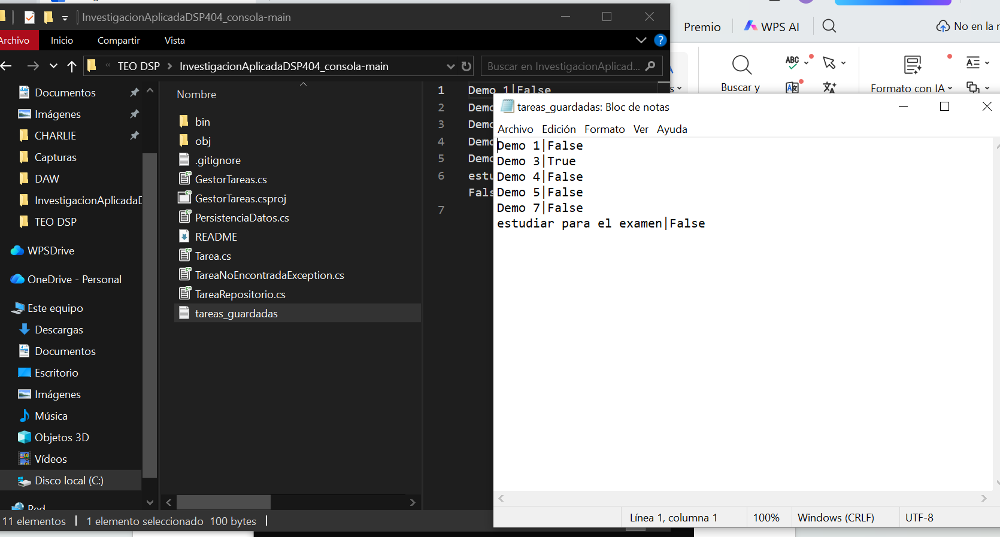 InvestigacionAplicadaDSP404_consola-main
Archivo Inicio Compartir Vista
TEO DSP InvestigacionAplicadaDSP404_consola-main
Buscar en InvestigacionAplicad...
Premio WPS AI
No en la
Buscar y
ABC
Formato con IA
Documentos
Imágenes
CHARLIE
Capturas
DAW
InvestigacionAplicadaD
TEO DSP
WPSDrive
OneDrive - Personal
Este equipo
Descargas
Documentos
Escritorio
Imágenes
Música
Objetos 3D
Vídeos
Disco local (C:)
Red
Nombre
bin
obj
.gitignore
GestorTareas.cs
GestorTareas.csproj
PersistenciaDatos.cs
README
Tarea.cs
TareaNoEncontradaException.cs
TareaRepositorio.cs
tareas_guardadas
1 Demo 1|False
2 Demo
3 Demo
4 Demo
5 Demo
6 estu
Fals
7
tareas_guardadas: Bloc de notas
Archivo Edición Formato Ver Ayuda
Demo 1|False
Demo 3|True
Demo 4|False
Demo 5|False
Demo 7|False
estudiar para el examen|False
Línea 1, columna 1 100% Windows (CRLF) UTF-8
11 elementos 1 elemento seleccionado 100 bytes